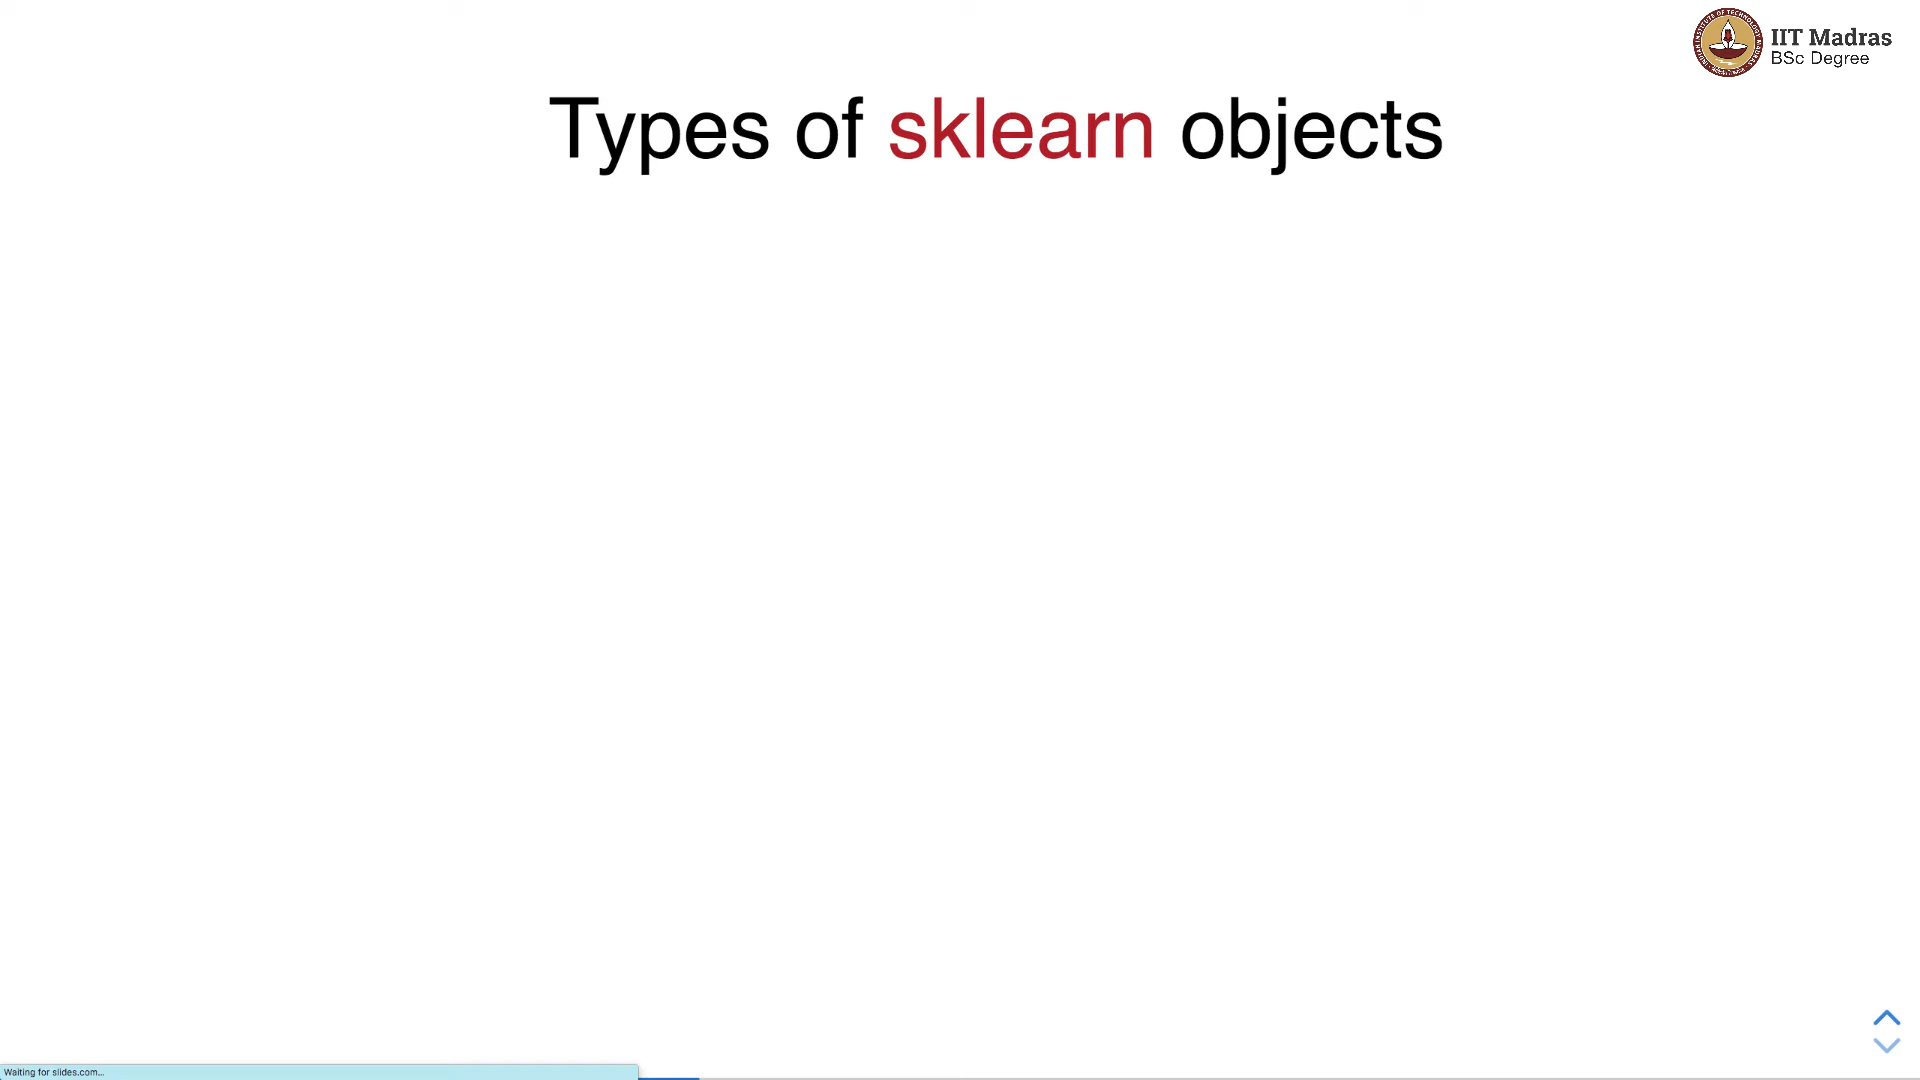 IIT Madras
BSc Degree
Types of sklearn objects
Waiting for slides.com...